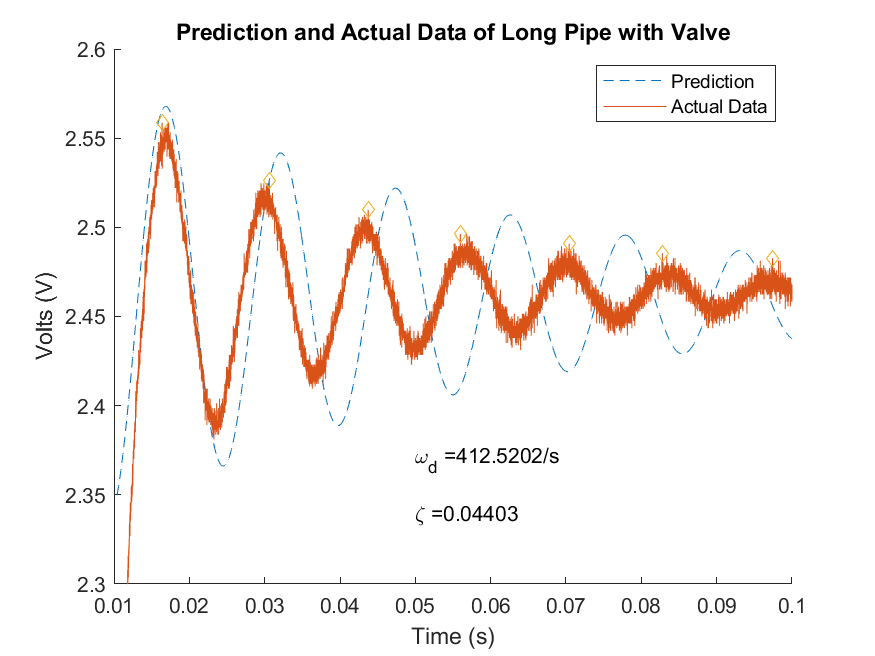 Prediction and Actual Data of Long Pipe with Valve
2.6
2.55
2.5
2.45
2.4
2.35
2.3
Volts (V)
Prediction
Actual Data
ω_d =412.5202/s
ζ =0.04403
0.01 0.02 0.03 0.04 0.05 0.06 0.07 0.08 0.09 0.1
Time (s)